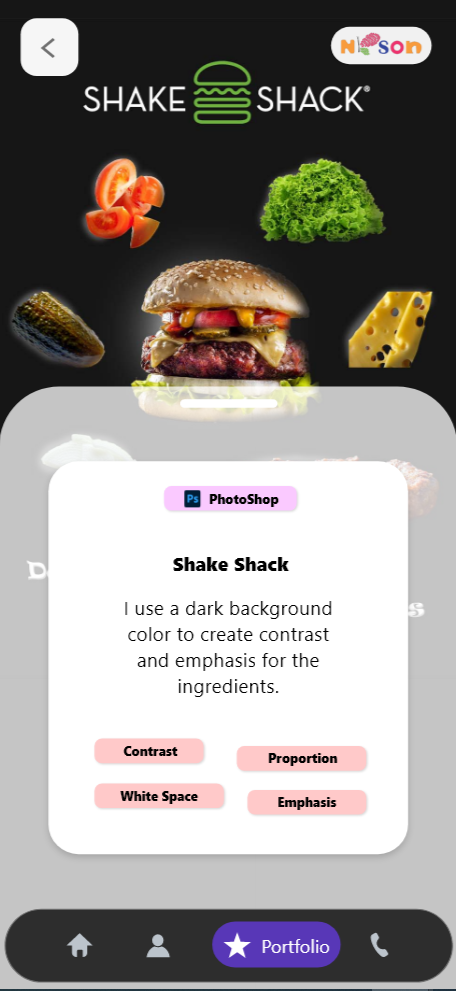 Nelson
SHAKE SHACK®
Ps PhotoShop
Shake Shack
I use a dark background
color to create contrast
and emphasis for the
ingredients.
Contrast
Proportion
White Space
Emphasis
Portfolio